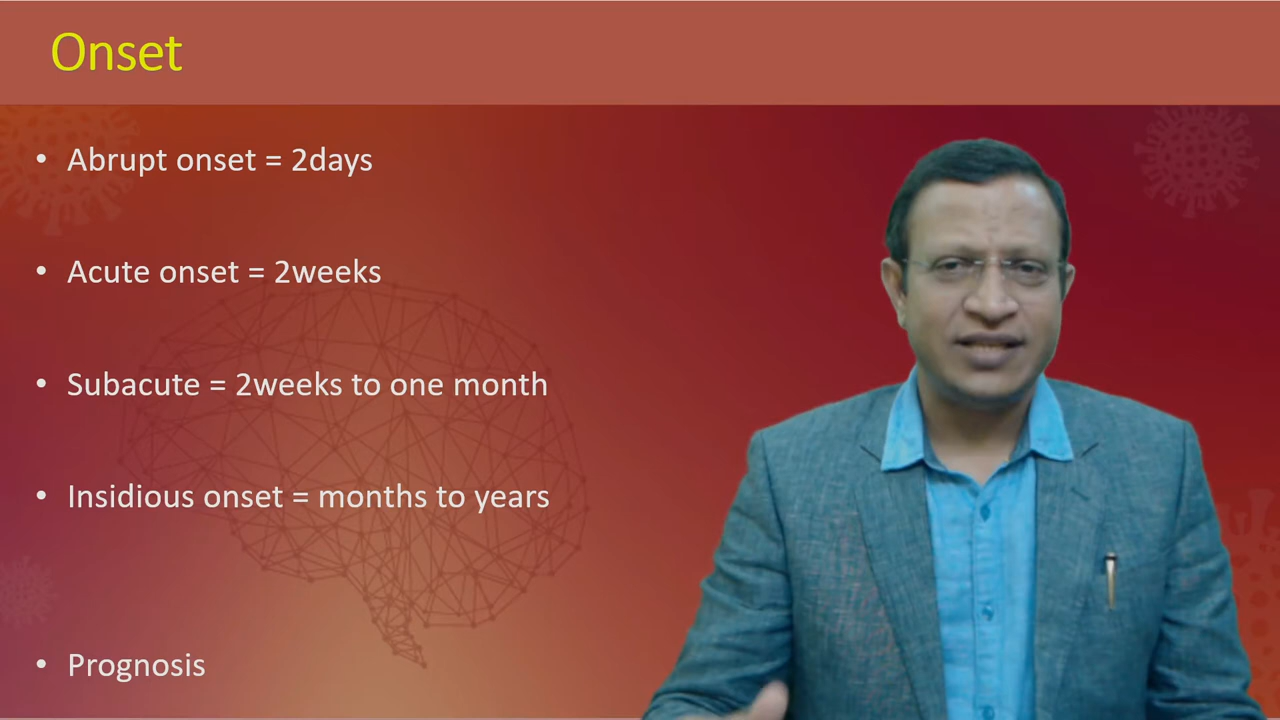 Onset
• Abrupt onset = 2days
• Acute onset = 2weeks
• Subacute = 2weeks to one month
• Insidious onset = months to years
• Prognosis